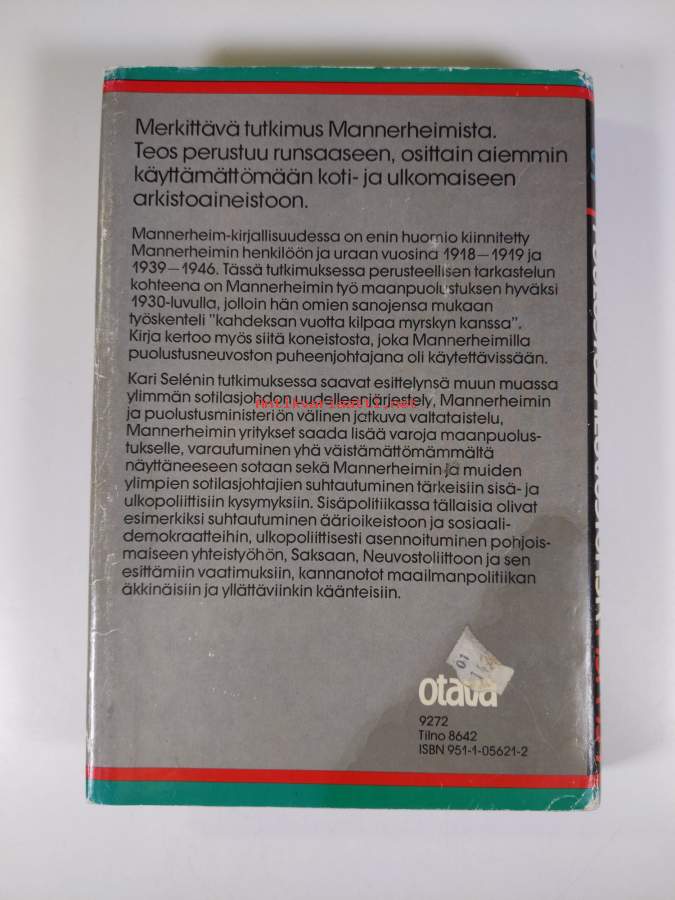 Merkittävä tutkimus Mannerheimista.
Teos perustuu runsaaseen, osittain aiemmin
käyttämättömään koti- ja ulkomaiseen
arkistoaineistoon.
Mannerheim-kirjallisuudessa on enin huomio kiinnitetty
Mannerheimin henkilöön ja uraan vuosina 1918–1919 ja
1939–1946. Tässä tutkimuksessa perusteellisen tarkastelun
kohteena on Mannerheimin työ maanpuolustuksen hyväksi
1930-luvulla, jolloin hän omien sanojensa mukaan
työskenteli "kahdeksan vuotta kilpaa myrskyn kanssa".
Kirja kertoo myös siitä koneistosta, joka Mannerheimilla
puolustusneuvoston puheenjohtajana oli käytettävissään.
Kari Selénin tutkimuksessa saavat esittelynsä muun muassa
ylimmän sotilasjohdon uudelleenjärjestely, Mannerheimin
antikvariaatti.net
ja puolustusministeriön välinen jatkuva valtataistelu,
Mannerheimin yritykset saada lisää varoja maanpuolus-
tukselle, varautuminen yhä väistämättömämmältä
näyttäneeseen sotaan sekä Mannerheimin ja muiden
ylimpien sotilasjohtajien suhtautuminen tärkeisiin sisä- ja
ulkopoliittisiin kysymyksiin. Sisäpolitiikassa tällaisia olivat
esimerkiksi suhtautuminen äärioikeistoon ja sosiaali-
demokraatteihin, ulkopoliittisesti asennoituminen pohjois-
maiseen yhteistyöhön, Saksaan, Neuvostoliittoon ja sen
esittämiin vaatimuksiin, kannanotot maailmanpolitiikan
äkkinäisiin ja yllättäviinkin käänteisiin.
otava
9272
Tilno 8642
ISBN 951-1-05621-2